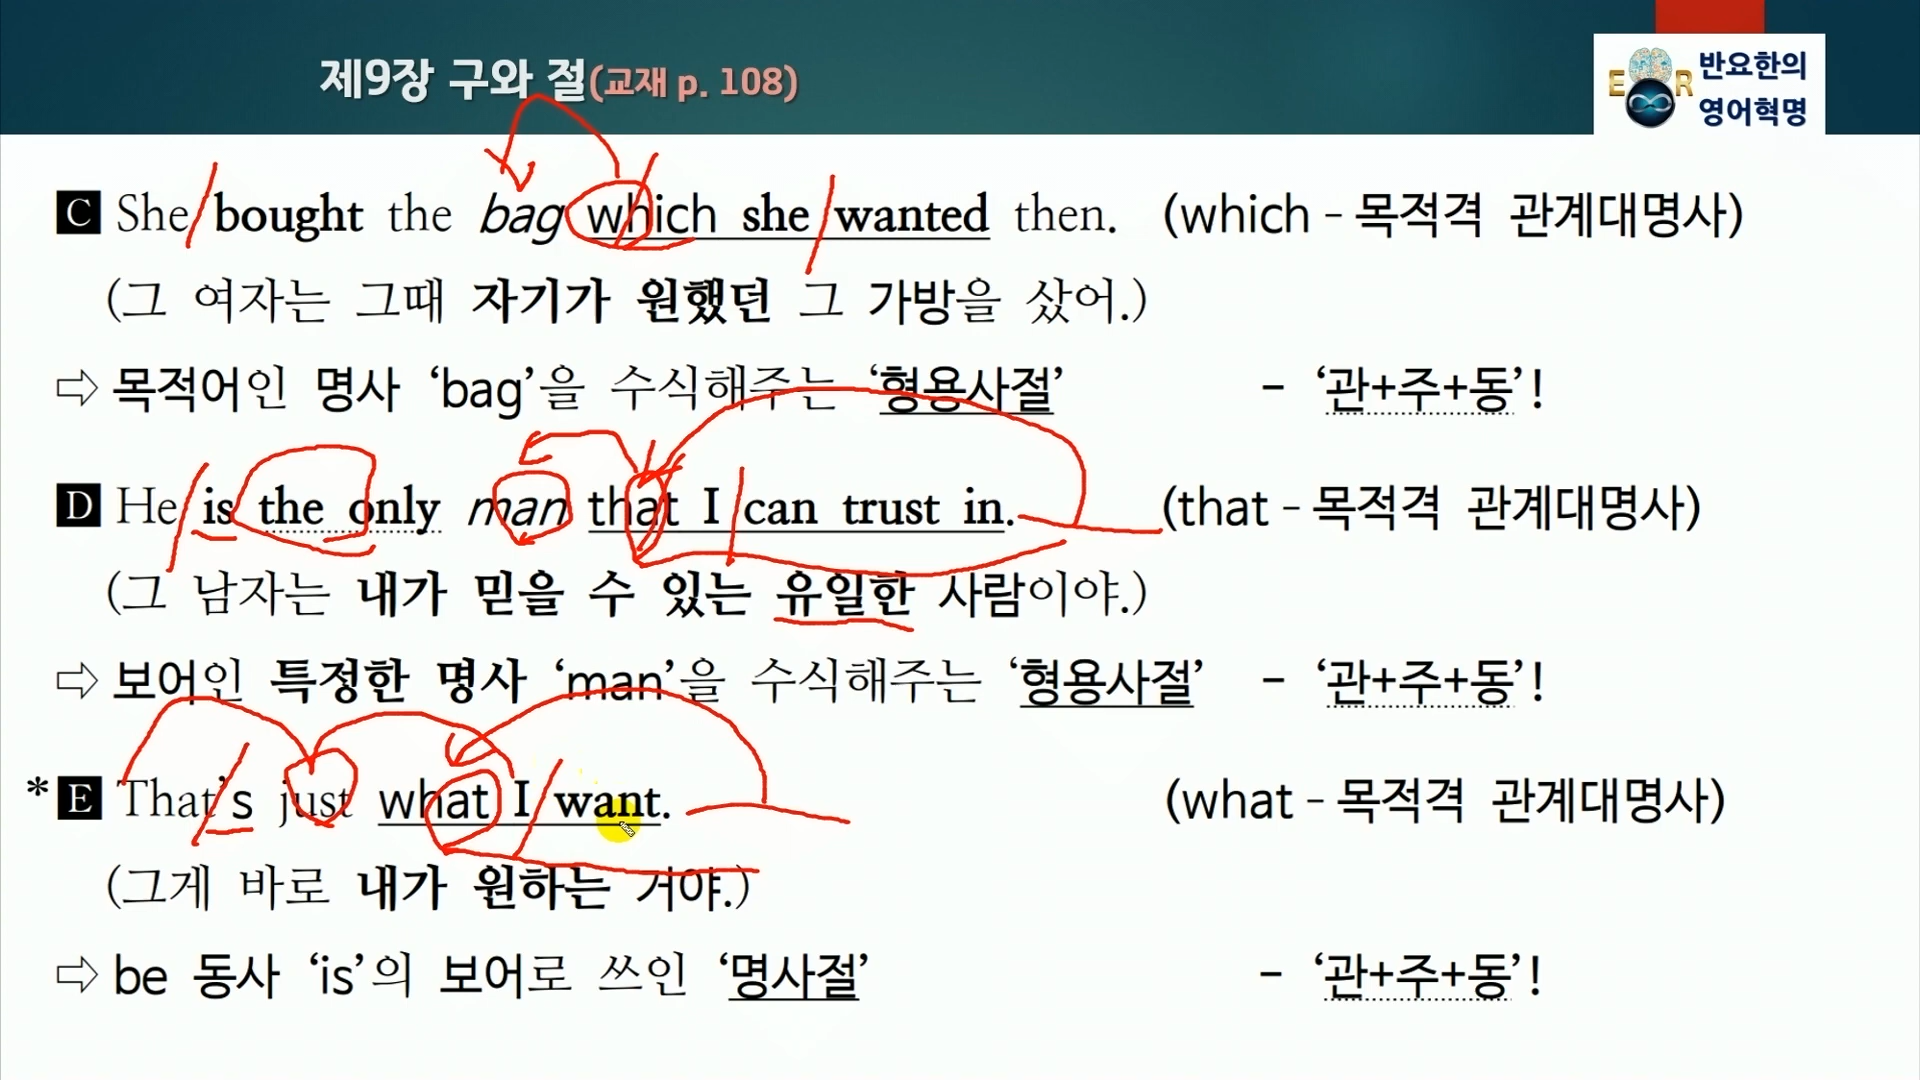 제9장 구와 절(교재 p. 108)
E R 반요한의
영어혁명
C She bought the bag which she wanted then. (which - 목적격 관계대명사)
(그 여자는 그때 자기가 원했던 그 가방을 샀어.)
⇨ 목적어인 명사 ‘bag’을 수식해주는 ‘형용사절’ - ‘관+주+동’!
D He is the only man that I can trust in. (that - 목적격 관계대명사)
(그 남자는 내가 믿을 수 있는 유일한 사람이야.)
⇨ 보어인 특정한 명사 ‘man’을 수식해주는 ‘형용사절’ - ‘관+주+동’!
*E That’s just what I want. (what - 목적격 관계대명사)
(그게 바로 내가 원하는 거야.)
⇨ be 동사 ‘is’의 보어로 쓰인 ‘명사절’ - ‘관+주+동’!